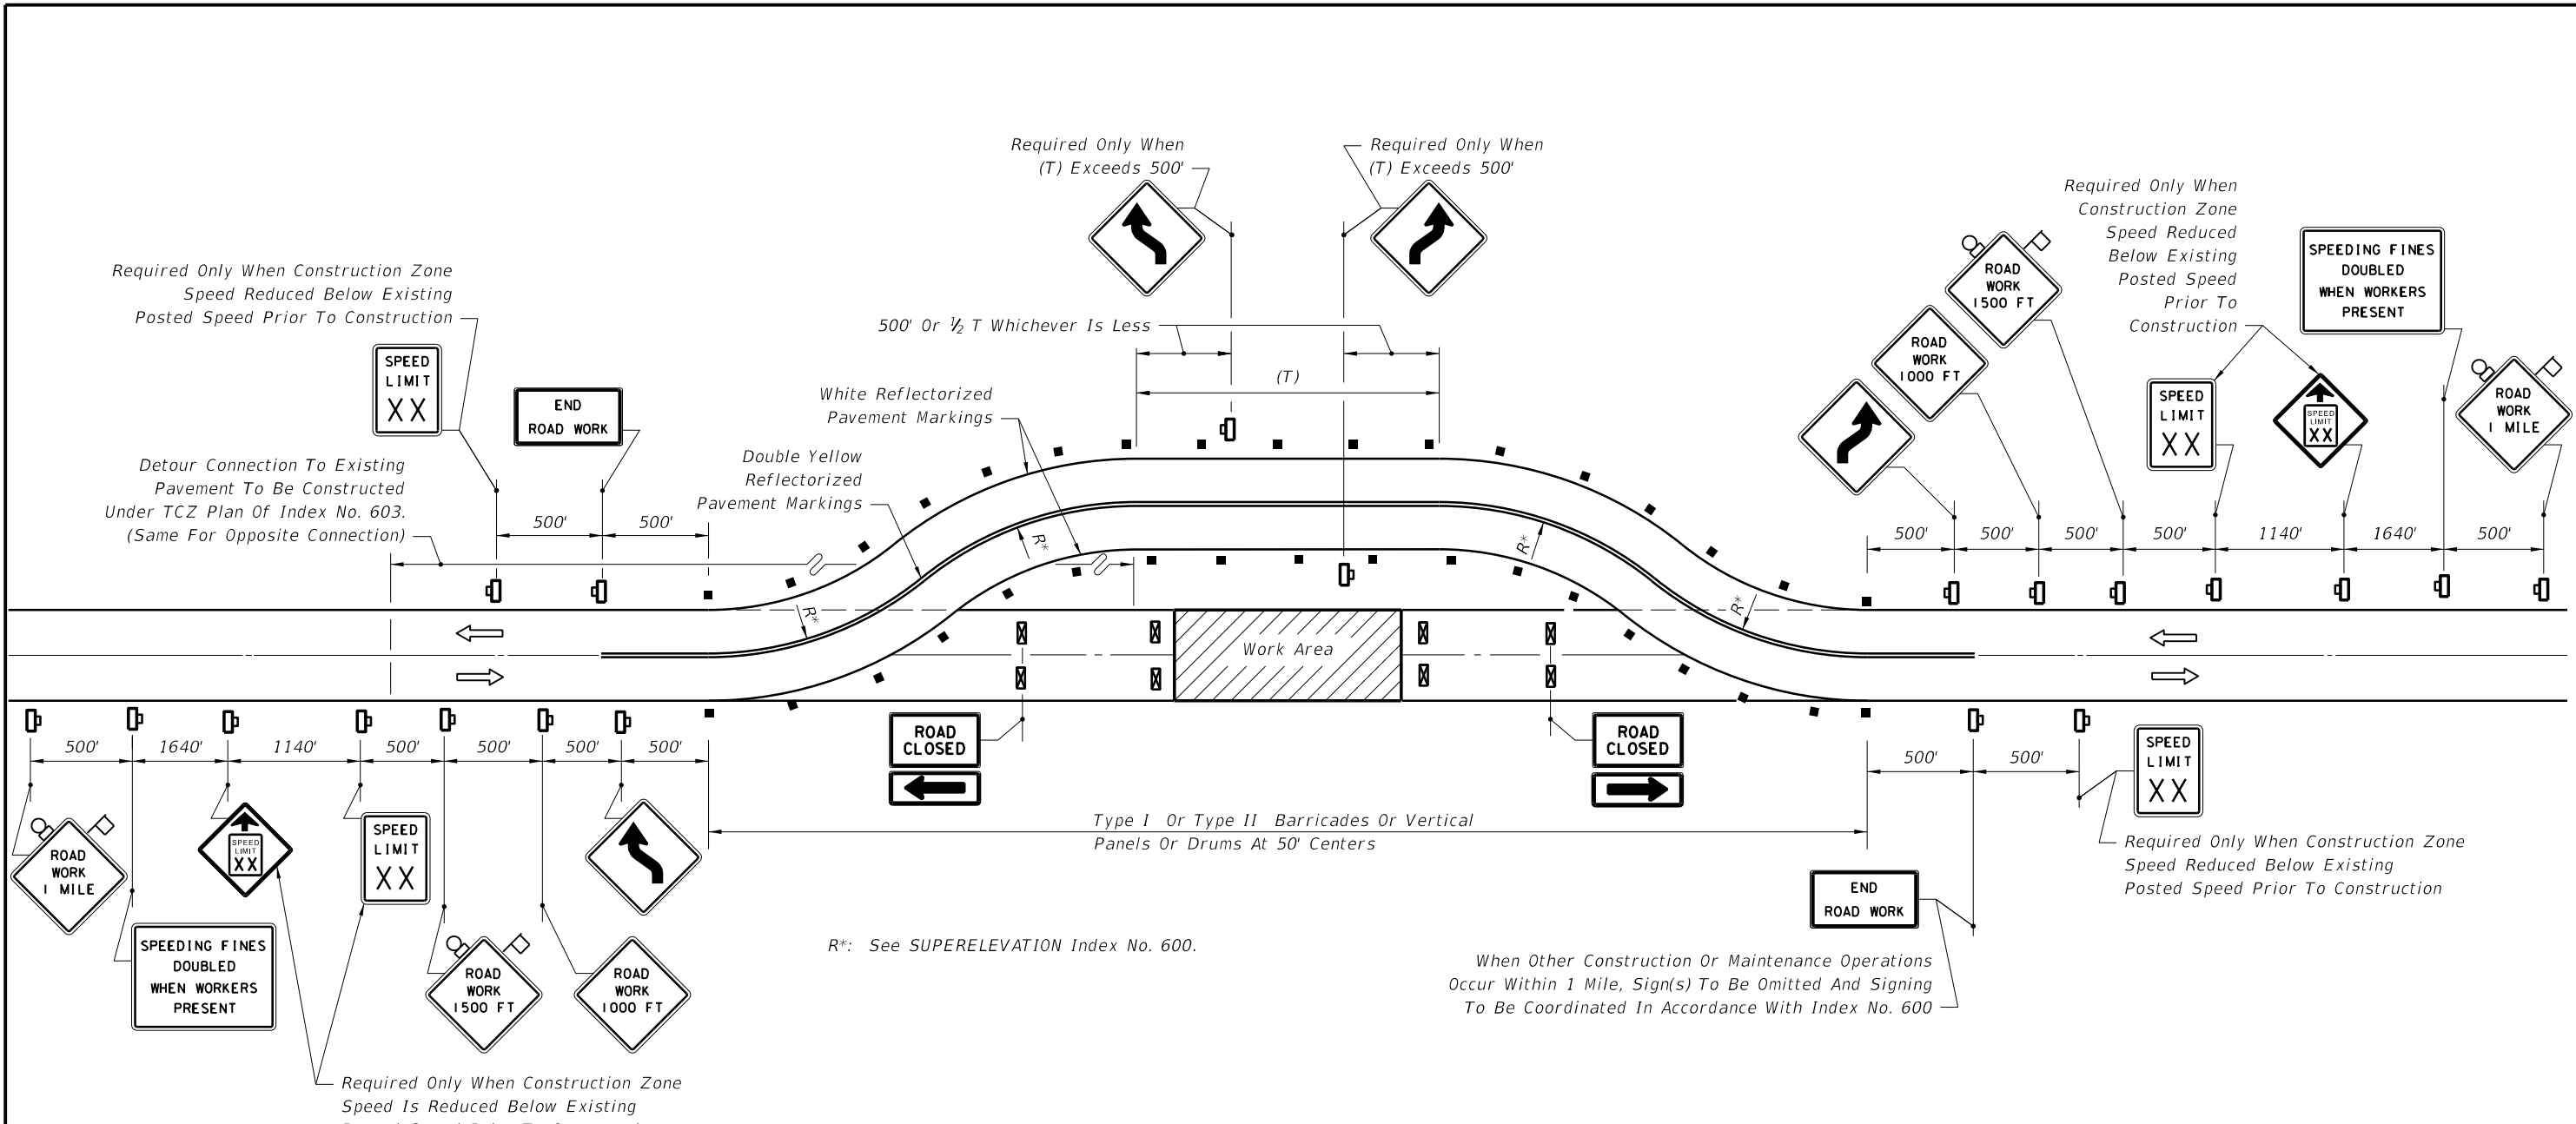 Required Only When
(T) Exceeds 500'
Required Only When
(T) Exceeds 500'
Required Only When
Construction Zone
Speed Reduced
Below Existing
Posted Speed
Prior To
Construction
SPEEDING FINES
DOUBLED
WHEN WORKERS
PRESENT
ROAD
WORK
1500 FT
ROAD
WORK
1000 FT
SPEED
LIMIT
XX
SPEED
LIMIT
XX
ROAD
WORK
1 MILE
Required Only When Construction Zone
Speed Reduced Below Existing
Posted Speed Prior To Construction
SPEED
LIMIT
XX
END
ROAD WORK
500' Or ½ T Whichever Is Less
(T)
White Reflectorized
Pavement Markings
Double Yellow
Reflectorized
Pavement Markings
Detour Connection To Existing
Pavement To Be Constructed
Under TCZ Plan Of Index No. 603.
(Same For Opposite Connection)
500' 500'
500' 500' 500' 500' 1140' 1640' 500'
R*
R*
R*
R*
Work Area
500' 1640' 1140' 500' 500' 500' 500'
ROAD
CLOSED
ROAD
CLOSED
500' 500'
SPEED
LIMIT
XX
Required Only When Construction Zone
Speed Reduced Below Existing
Posted Speed Prior To Construction
Type I Or Type II Barricades Or Vertical
Panels Or Drums At 50' Centers
ROAD
WORK
1 MILE
SPEED
LIMIT
XX
SPEED
LIMIT
XX
SPEEDING FINES
DOUBLED
WHEN WORKERS
PRESENT
ROAD
WORK
1500 FT
ROAD
WORK
1000 FT
END
ROAD WORK
R*: See SUPERELEVATION Index No. 600.
When Other Construction Or Maintenance Operations
Occur Within 1 Mile, Sign(s) To Be Omitted And Signing
To Be Coordinated In Accordance With Index No. 600
Required Only When Construction Zone
Speed Is Reduced Below Existing